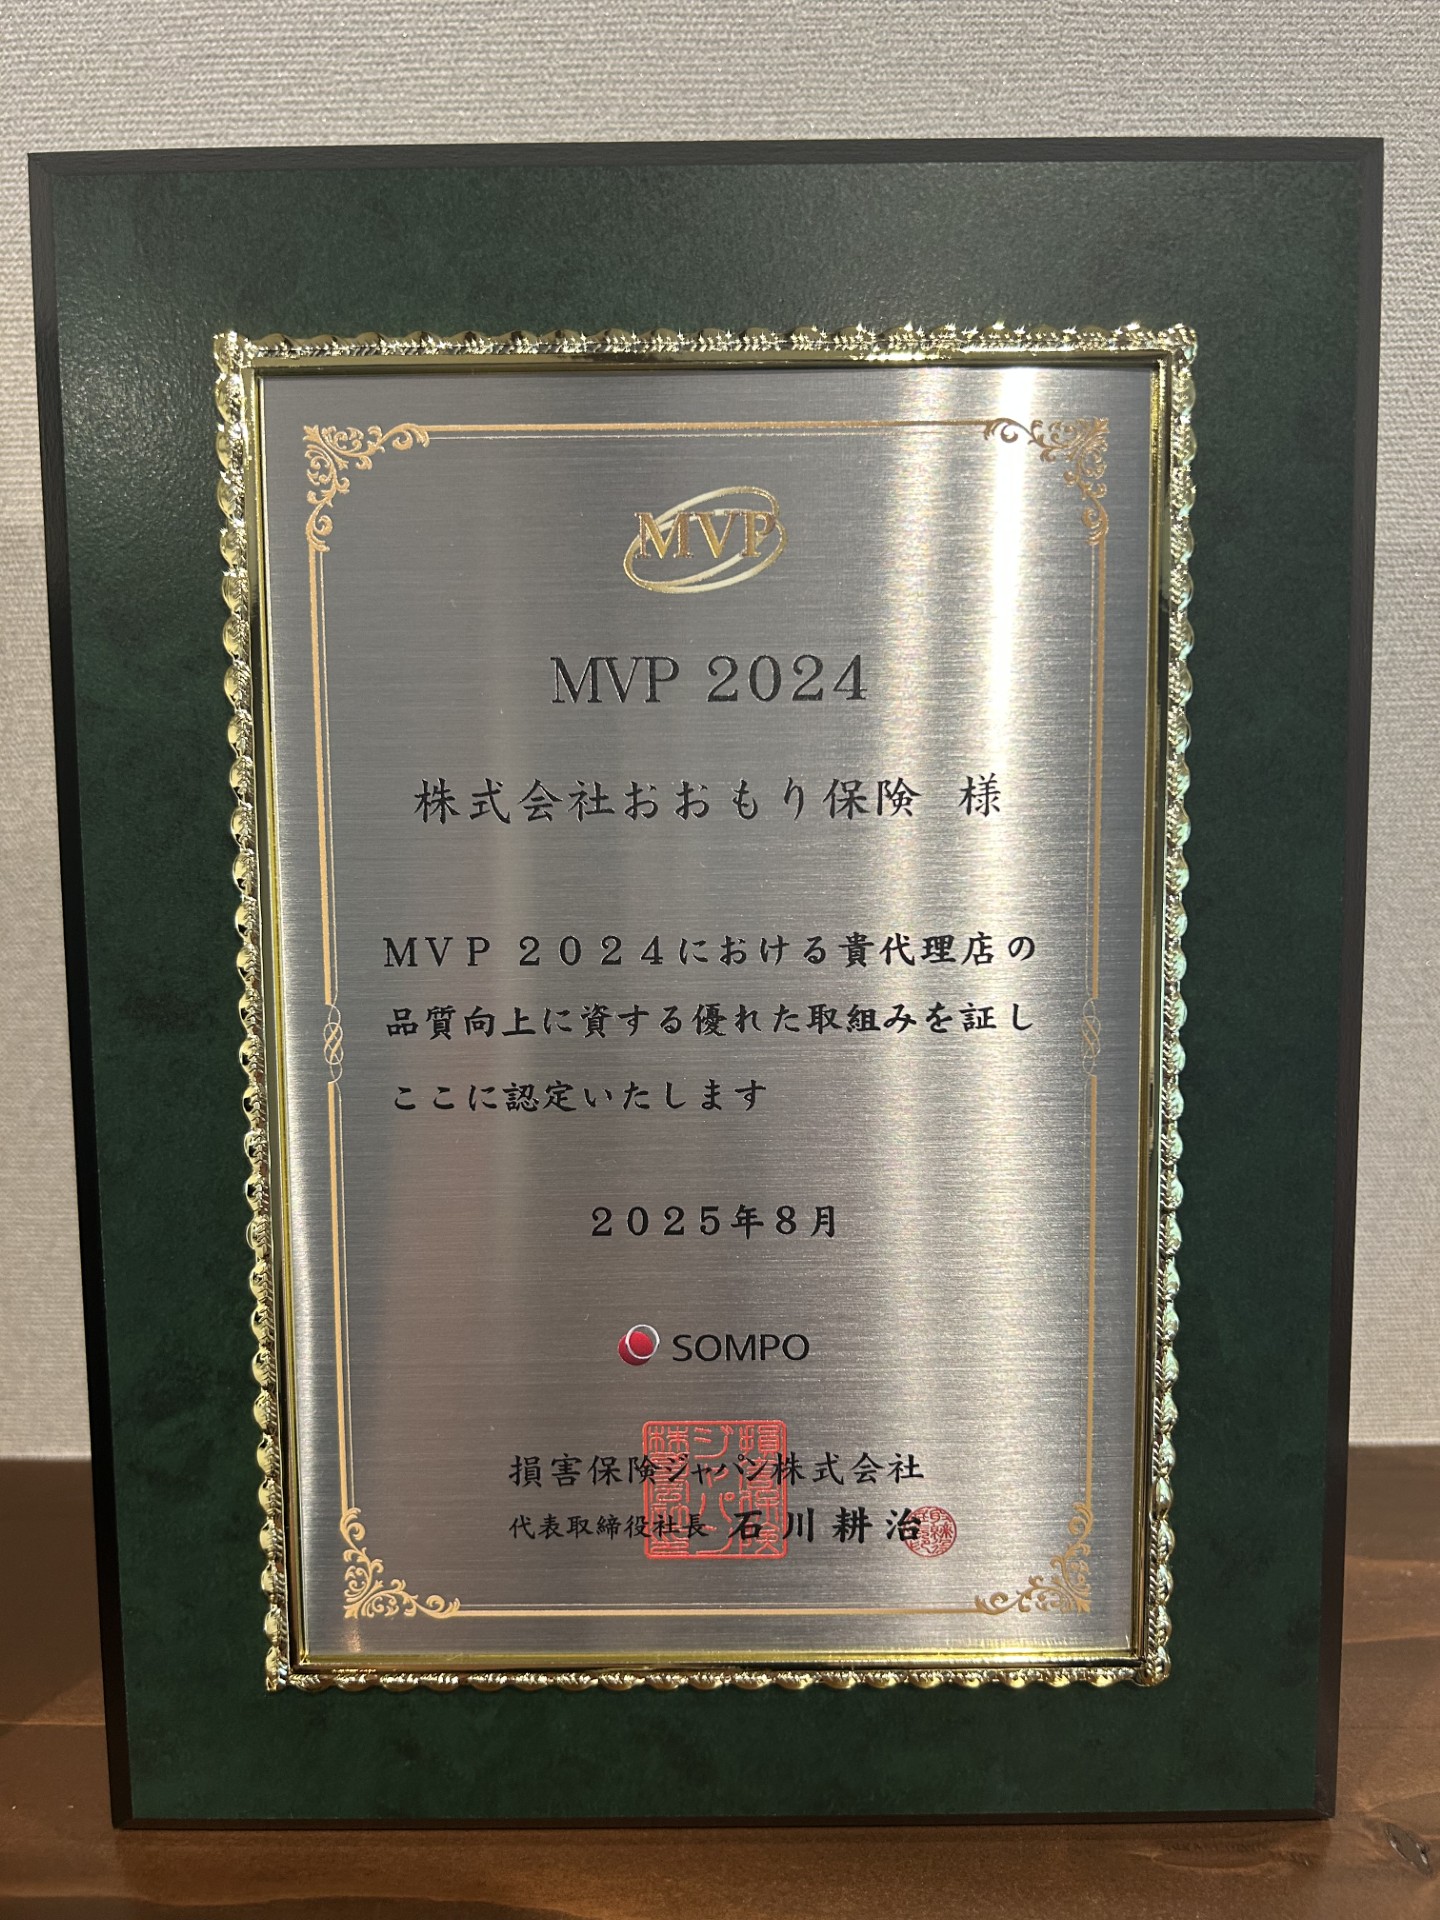 MVP
MVP 2024
株式会社おおもり保険 様
MVP 2024における貴代理店の
品質向上に資する優れた取組みを証し
ここに認定いたします
2025年8月
SOMPO
損害保険ジャパン株式会社
代表取締役社長 石川耕治